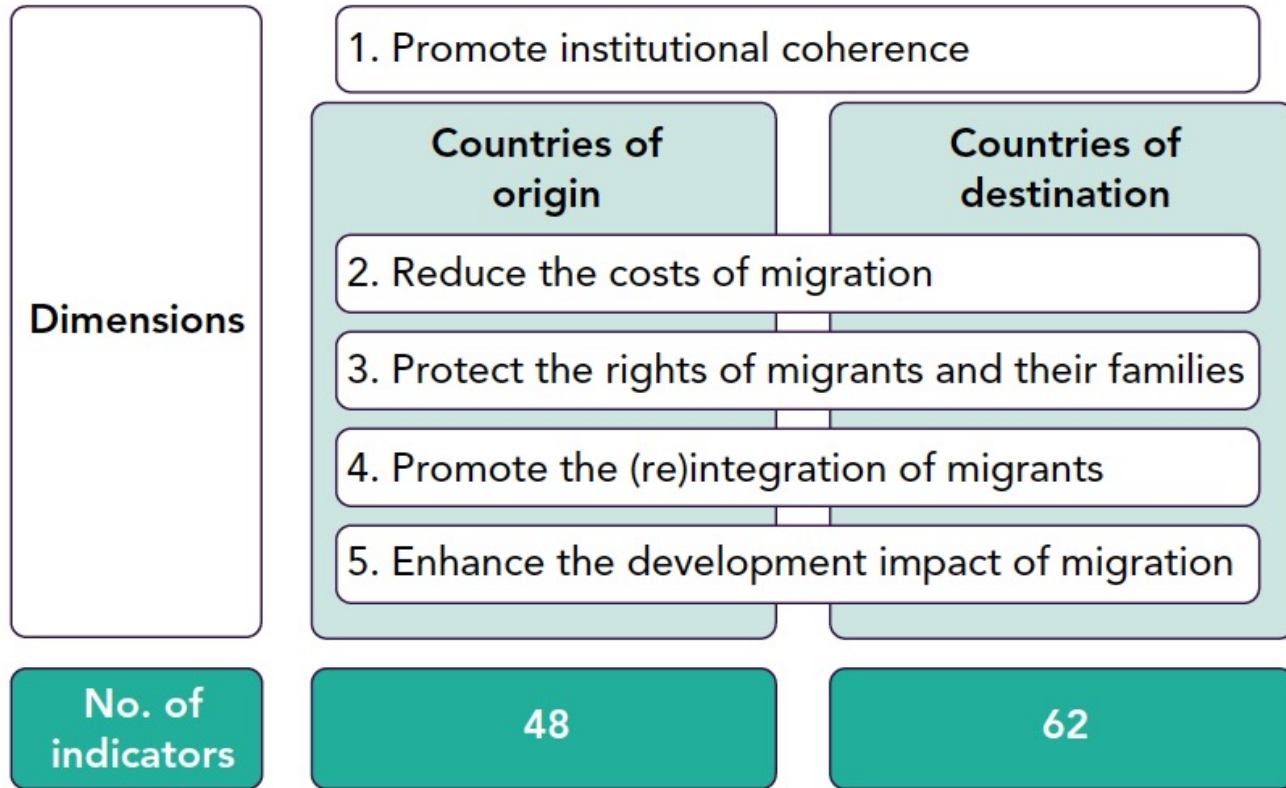 1. Promote institutional coherence
Countries of
origin
Countries of
destination
Dimensions
2. Reduce the costs of migration
3. Protect the rights of migrants and their families
4. Promote the (re)integration of migrants
5. Enhance the development impact of migration
No. of
indicators
48
62